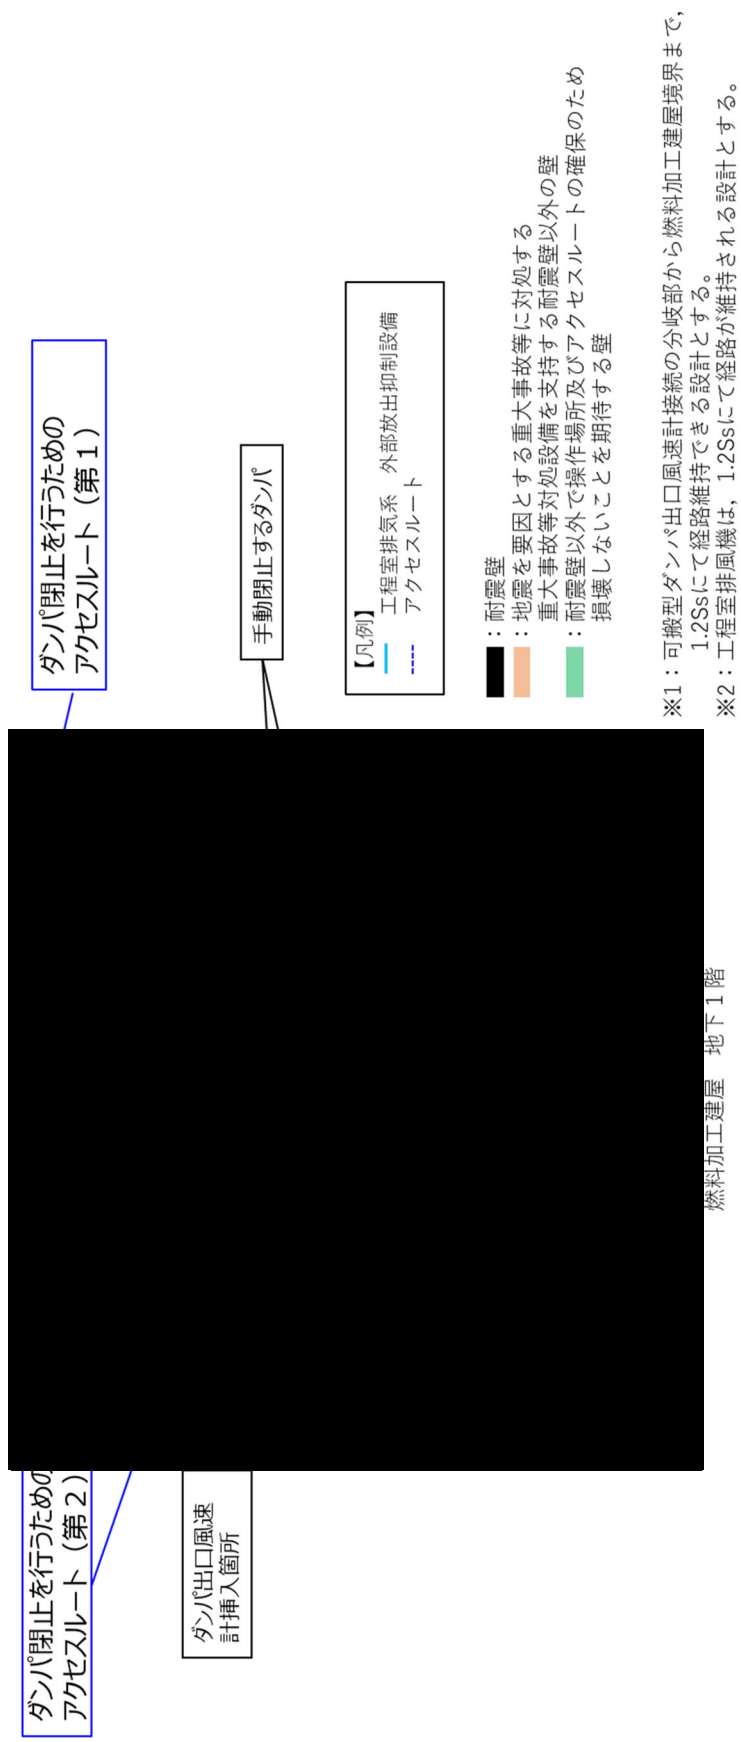 ダンパ閉止を行うための
アクセスルート（第２）
ダンパ閉止を行うための
アクセスルート（第１）
ダンパ出口風速
計挿入箇所
手動閉止するダンパ
【凡例】
工程室排気系　外部放出抑制設備
アクセスルート
：耐震壁
：地震を要因とする重大事故等に対処する
重大事故等対処設備を支持する耐震壁以外の壁
：耐震壁以外で操作場所及びアクセスルートの確保のため
損壊しないことを期待する壁
※1：可搬型ダンパ出口風速計接続の分岐部から燃料加工建屋境界まで，
1.2Ssにて経路維持できる設計とする。
※2：工程室排風機は，1.2Ssにて経路が維持される設計とする。
燃料加工建屋　地下１階